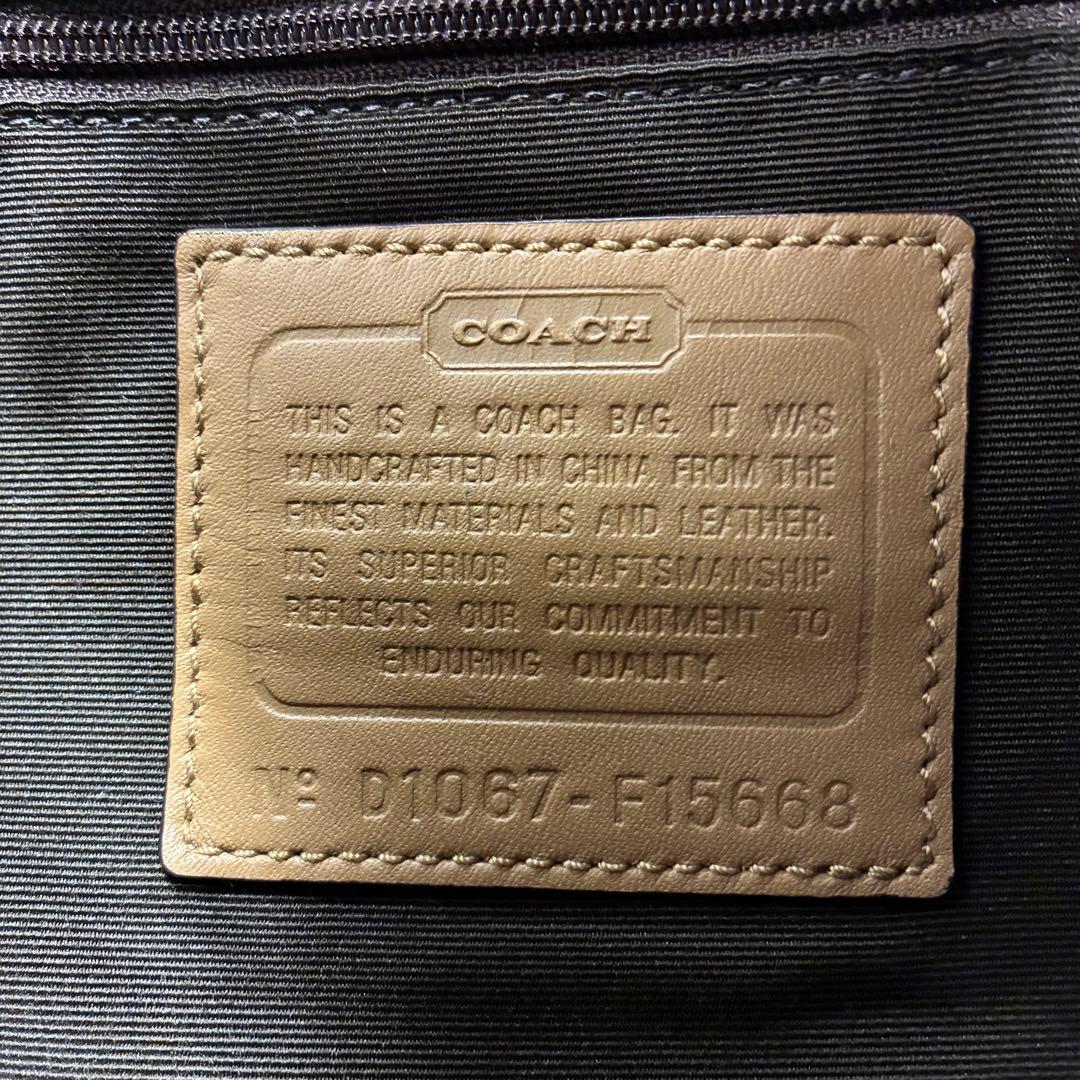 COACH
THIS IS A COACH BAG. IT WAS
HANDCRAFTED IN CHINA FROM THE
FINEST MATERIALS AND LEATHER.
ITS SUPERIOR CRAFTSMANSHIP
REFLECTS OUR COMMITMENT TO
ENDURING QUALITY.
Nº D1067-F15668